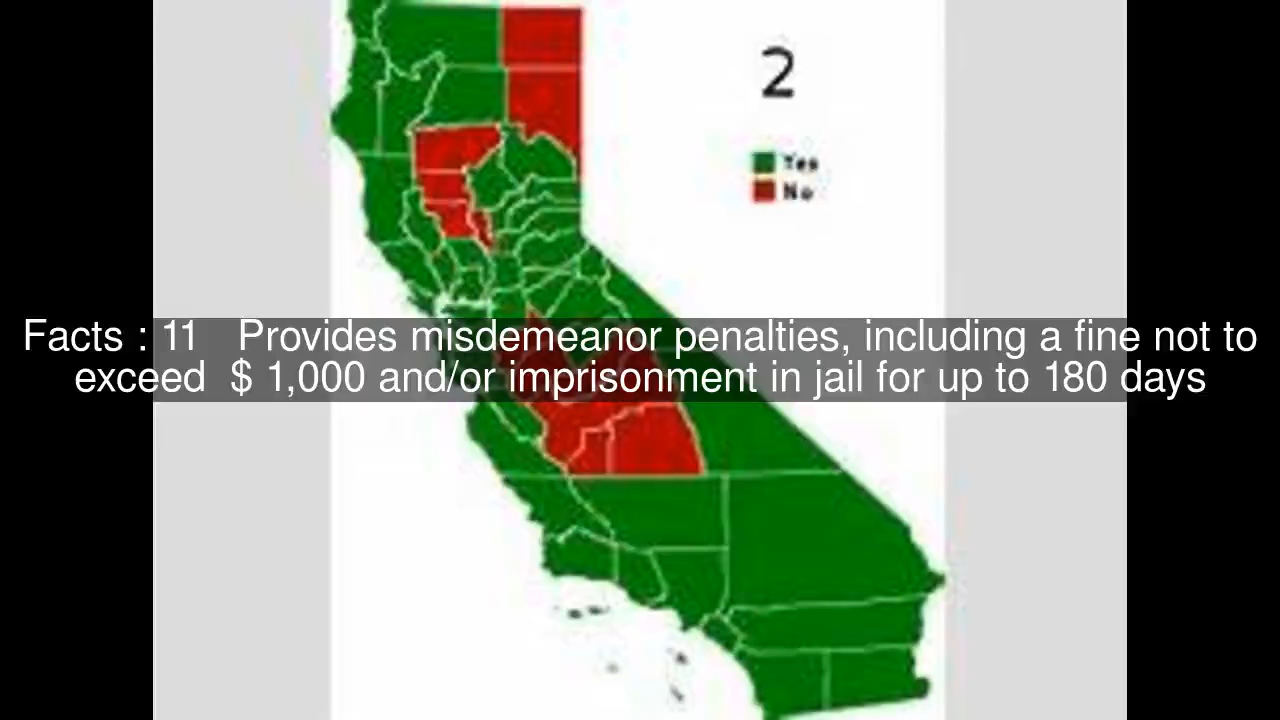 2
Yes
No
Facts : 11 Provides misdemeanor penalties, including a fine not to
exceed $ 1,000 and/or imprisonment in jail for up to 180 days